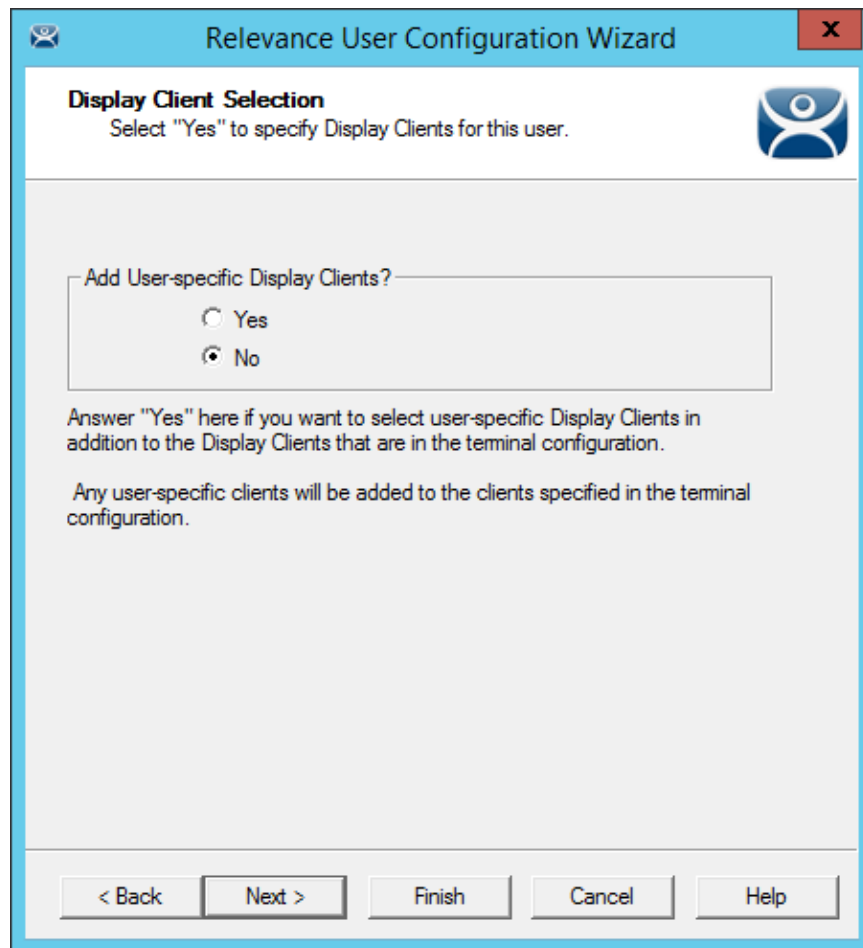 Relevance User Configuration Wizard
x
Display Client Selection
Select "Yes" to specify Display Clients for this user.
Add User-specific Display Clients?
Yes
No
Answer "Yes" here if you want to select user-specific Display Clients in
addition to the Display Clients that are in the terminal configuration.
Any user-specific clients will be added to the clients specified in the terminal
configuration.
< Back Next > Finish Cancel Help